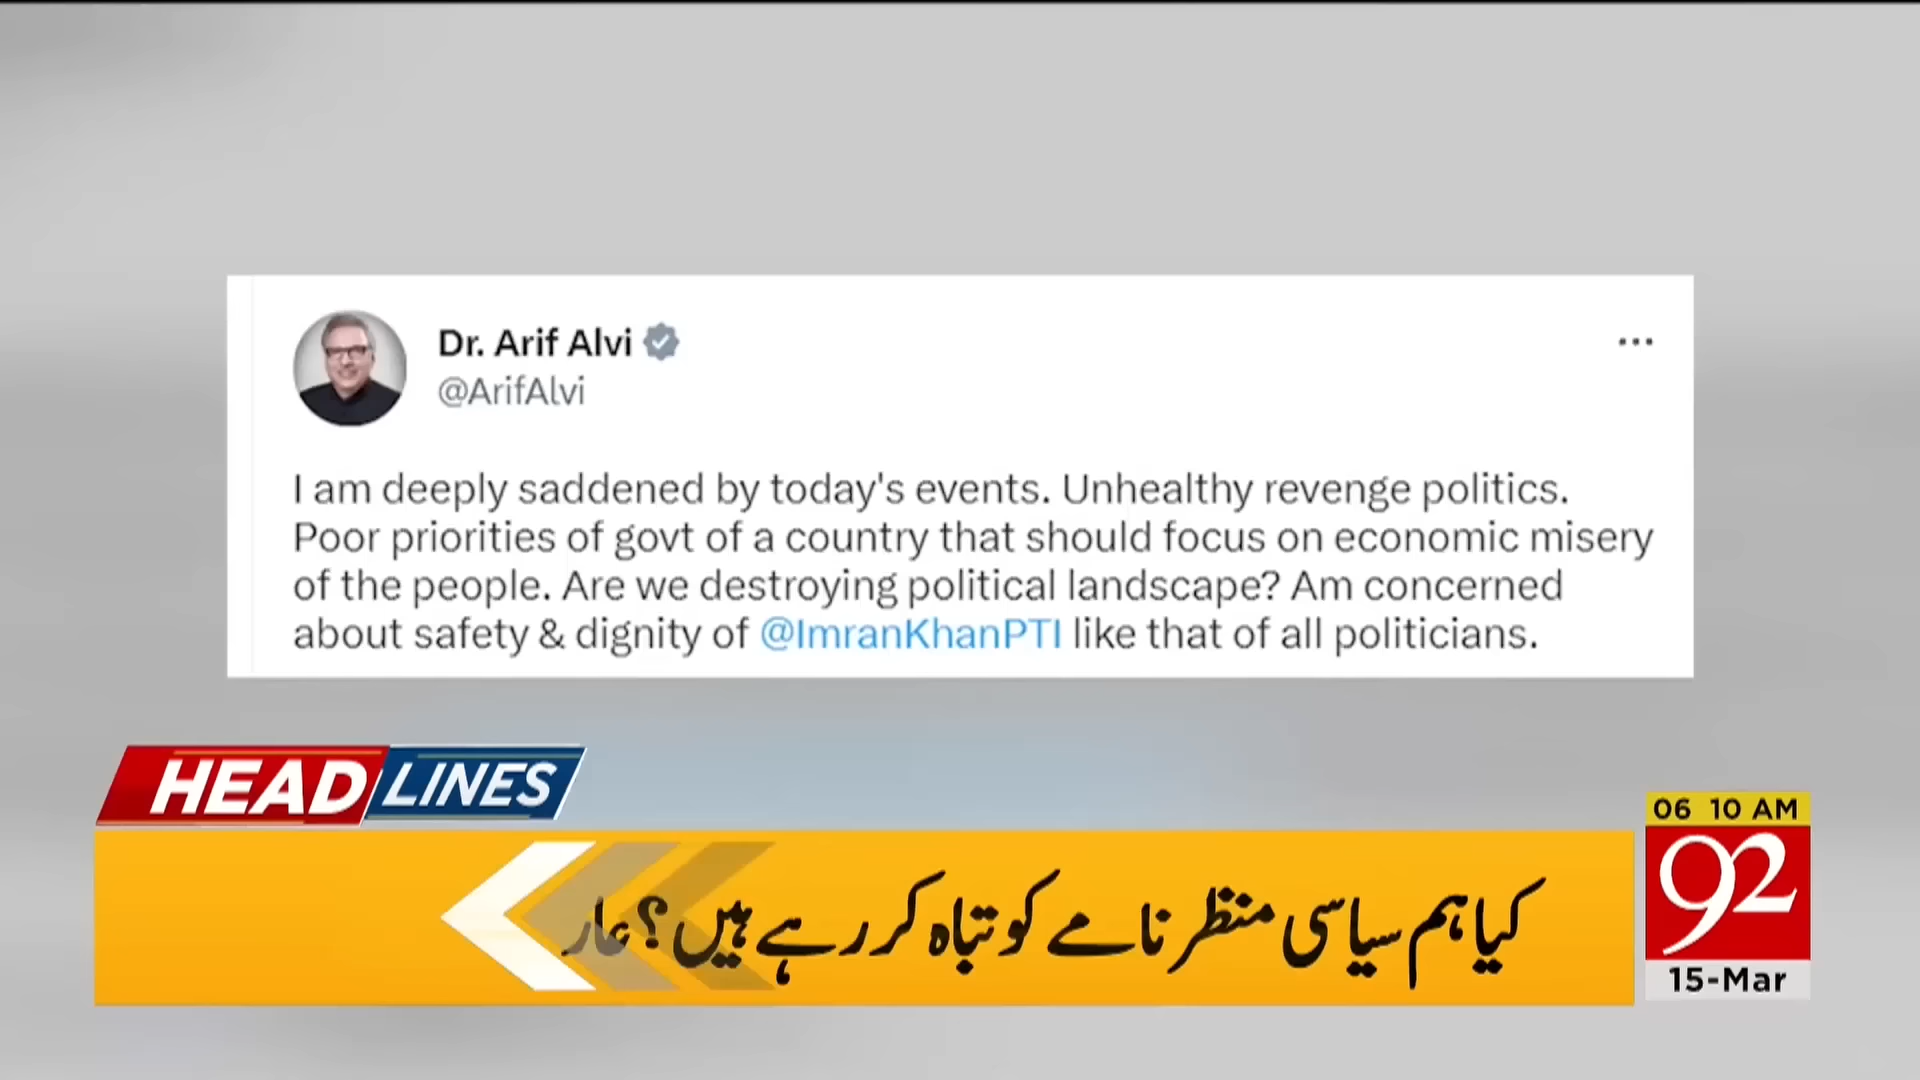 Dr. Arif Alvi
@ArifAlvi
I am deeply saddened by today's events. Unhealthy revenge politics.
Poor priorities of govt of a country that should focus on economic misery
of the people. Are we destroying political landscape? Am concerned
about safety & dignity of @ImranKhanPTI like that of all politicians.
HEADLINES
کیا ہم سیاسی منظر نامے کو تباہ کر رہے ہیں؟
06 10 AM
92
15-Mar